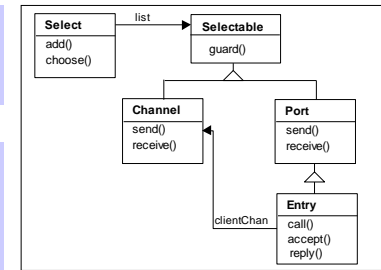 Select
add()
choose()
list
Selectable
guard()
Channel
send()
receive()
Port
send()
receive()
clientChan
Entry
call()
accept()
reply()